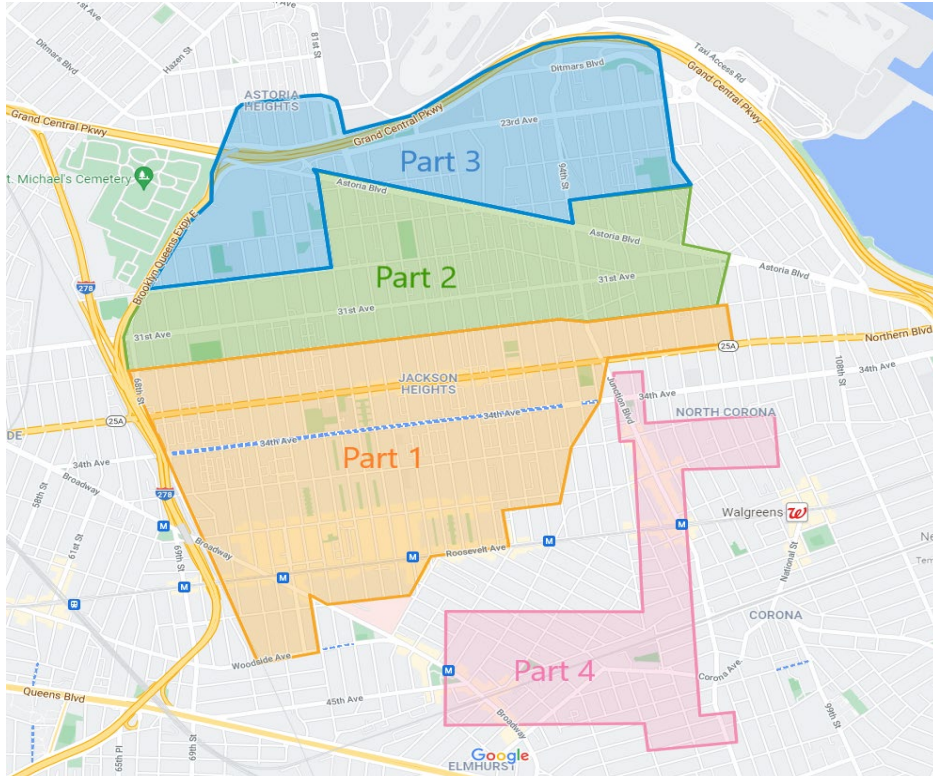 31st Ave
Hazen St
81st St
Ditmars Blvd
Ditmars Blvd
Taxi Access Rd
Grand Central Pkwy
ASTORIA
HEIGHTS
Grand Central Pkwy
Grand Central Pkwy
23rd Ave
Part 3
94th St
t. Michael's Cemetery
Astoria Blvd
Brooklyn Queens Expy E
Astoria Blvd
Part 2
31st Ave
Astoria Blvd
278
31st Ave
31st Ave
Northern Blvd
25A
108th St
JACKSON
HEIGHTS
68th St
34th Ave
Junction Blvd
34th Ave
34th Ave
NORTH CORONA
25A
DE
34th Ave
34th Ave
Part 1
Broadway
58th St
278
Walgreens
W
M
M
61st St
Broadway
69th St
Roosevelt Ave
M
M
M
M
National St
Ne
Tem
CORONA
Woodside Ave
M
Part 4
Corona Ave
Queens Blvd
45th Ave
Broadway
99th St
65th Pl
69th St
Google
ELMHURST